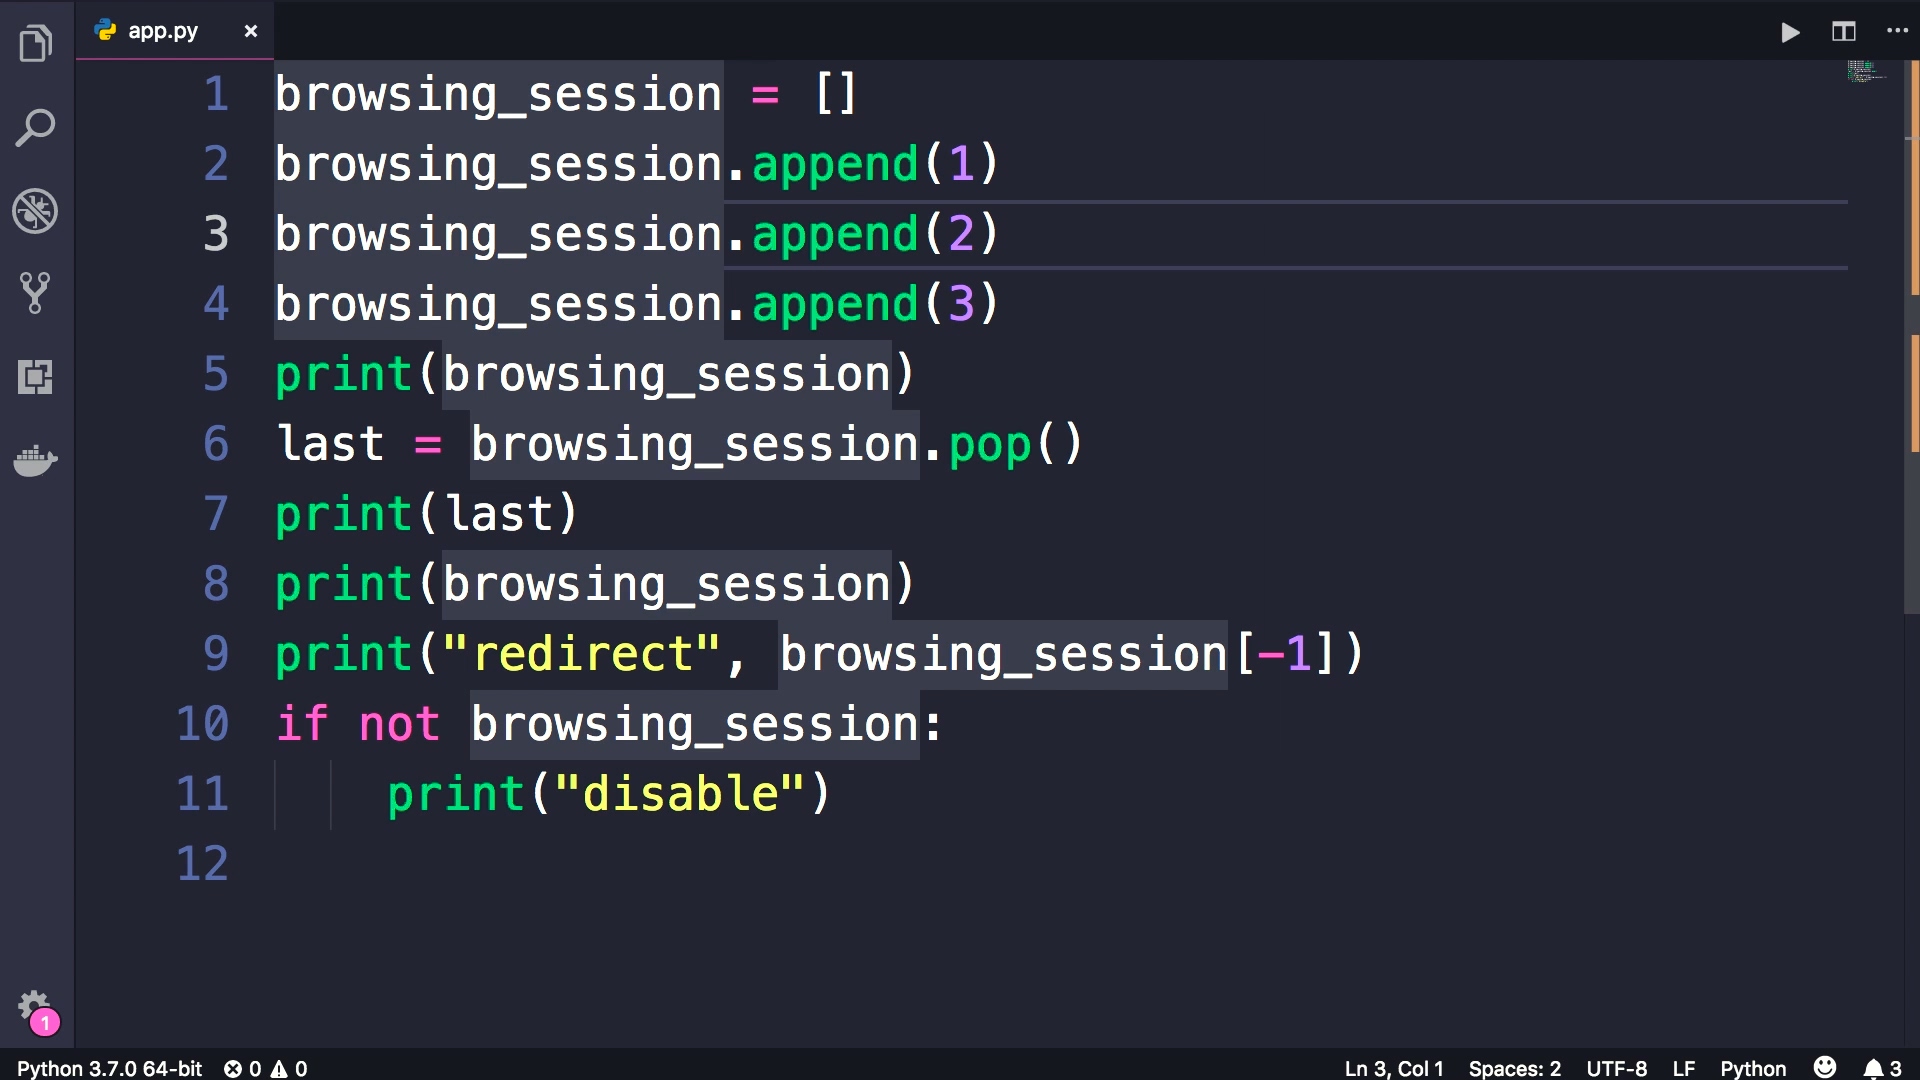 app.py ×
1 browsing_session = []
2 browsing_session.append(1)
3 browsing_session.append(2)
4 browsing_session.append(3)
5 print(browsing_session)
6 last = browsing_session.pop()
7 print(last)
8 print(browsing_session)
9 print("redirect", browsing_session[-1])
10 if not browsing_session:
11     print("disable")
12
1
Python 3.7.0 64-bit 0 0 Ln 3, Col 1 Spaces: 2 UTF-8 LF Python 3